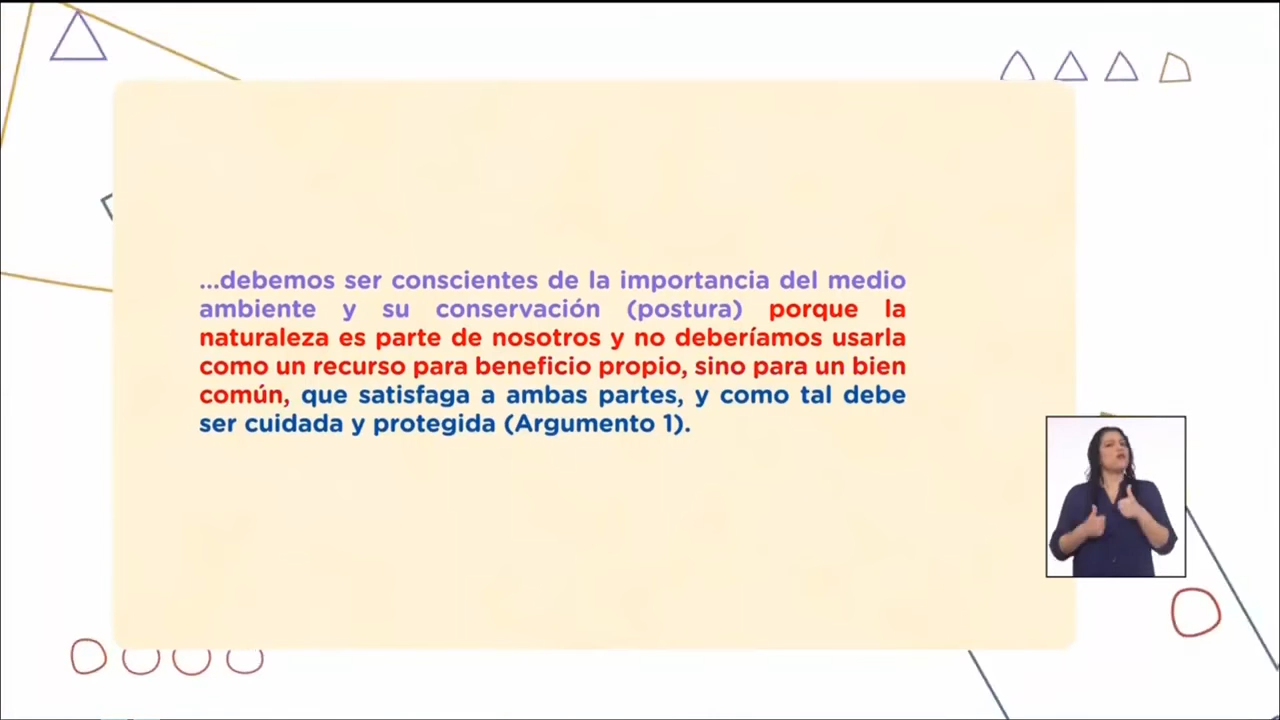 ...debemos ser conscientes de la importancia del medio
ambiente y su conservación (postura) porque la
naturaleza es parte de nosotros y no deberíamos usarla
como un recurso para beneficio propio, sino para un bien
común, que satisfaga a ambas partes, y como tal debe
ser cuidada y protegida (Argumento 1).